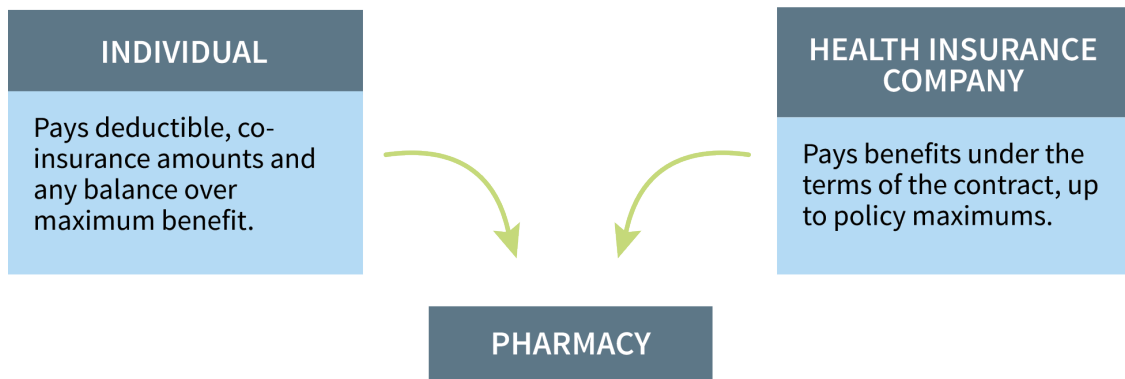 INDIVIDUAL
Pays deductible, co-
insurance amounts and
any balance over
maximum benefit.
HEALTH INSURANCE
COMPANY
Pays benefits under the
terms of the contract, up
to policy maximums.
PHARMACY